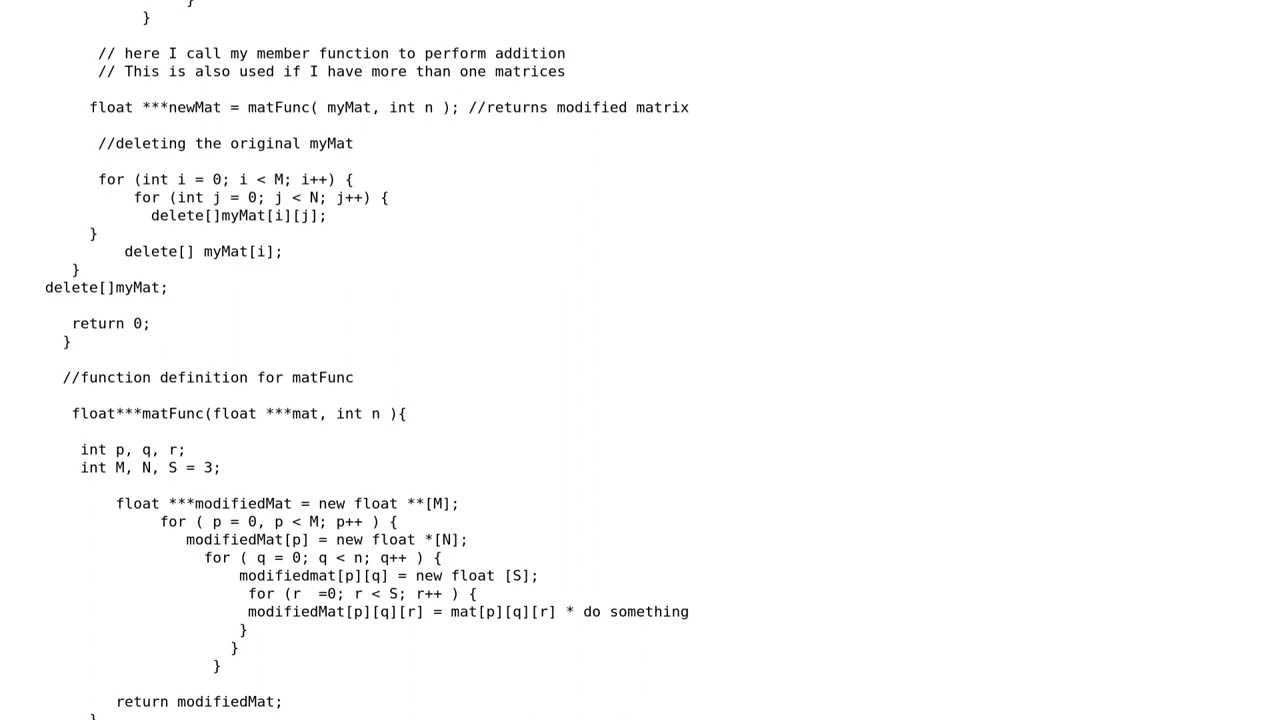 }
}
// here I call my member function to perform addition
// This is also used if I have more than one matrices
float ***newMat = matFunc( myMat, int n ); //returns modified matrix
//deleting the original myMat
for (int i = 0; i < M; i++) {
for (int j = 0; j < N; j++) {
delete[]myMat[i][j];
}
delete[] myMat[i];
}
delete[]myMat;
return 0;
}
//function definition for matFunc
float***matFunc(float ***mat, int n ){
int p, q, r;
int M, N, S = 3;
float ***modifiedMat = new float **[M];
for ( p = 0, p < M; p++ ) {
modifiedMat[p] = new float *[N];
for ( q = 0; q < n; q++ ) {
modifiedmat[p][q] = new float [S];
for (r  =0; r < S; r++ ) {
modifiedMat[p][q][r] = mat[p][q][r] * do something
}
}
}
return modifiedMat;
}